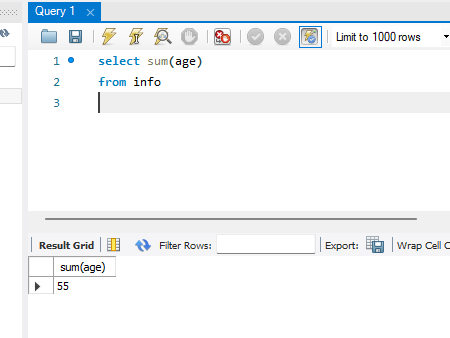 Query 1
Limit to 1000 rows
1 select sum(age)
2 from info
3
Result Grid Filter Rows: Export: Wrap Cell C
sum(age)
55